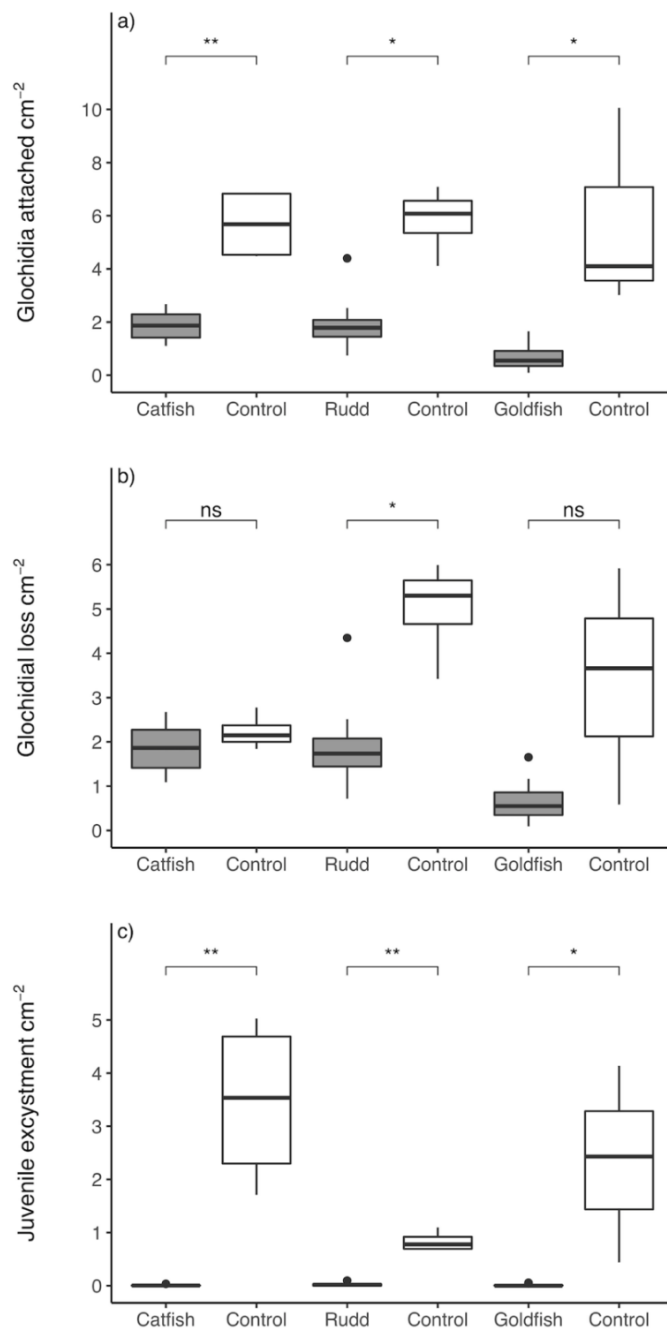 a)
** * *
Glochidia attached cm⁻²
10
8
6
4
2
0
Catfish Control Rudd Control Goldfish Control
b)
ns * ns
Glochidial loss cm⁻²
6
5
4
3
2
1
0
Catfish Control Rudd Control Goldfish Control
c)
** ** *
Juvenile excystment cm⁻²
5
4
3
2
1
0
Catfish Control Rudd Control Goldfish Control